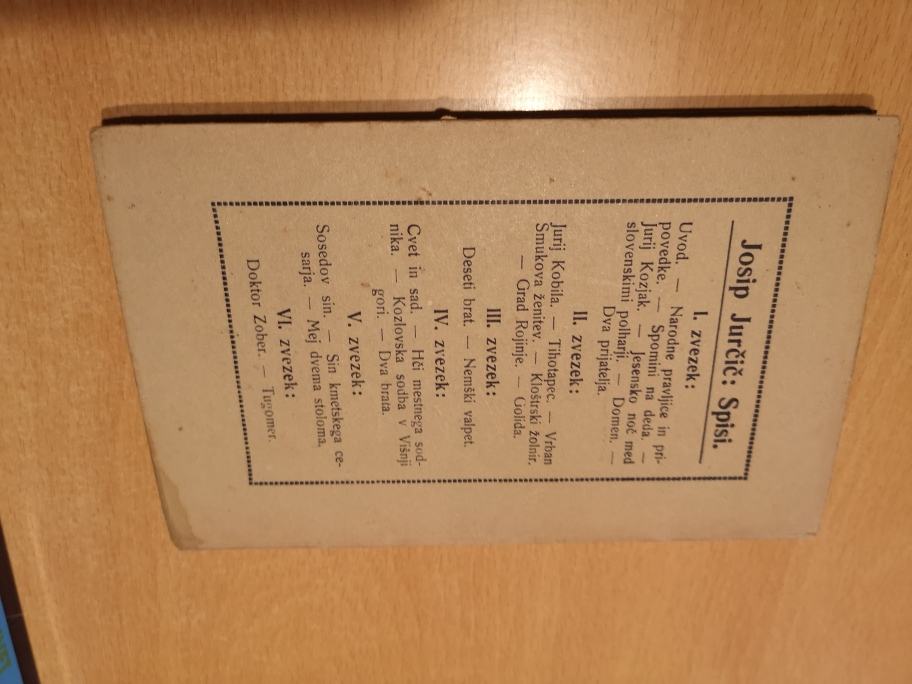 Josip Jurčič: Spisi.
I. zvezek:
Uvod. — Narodne pravljice in pri-
povedke. — Spomini na deda. —
Jurij Kozjak. — Jesensko noč med
slovenskimi polharji. — Domen. —
Dva prijatelja.
II. zvezek:
Jurij Kobila. — Tihotapec. — Vrban
Smukova ženitev. — Kloštrski žolnir.
— Grad Rojinje. — Golida.
III. zvezek:
Deseti brat. — Nemški valpet.
IV. zvezek:
Cvet in sad. — Hči mestnega sod-
nika. — Kozlovska sodba v Višnji
gori. — Dva brata.
V. zvezek:
Sosedov sin. — Sin kmetskega ce-
sarja. — Mej dvema stoloma.
VI. zvezek:
Doktor Zober. — Tugomer.